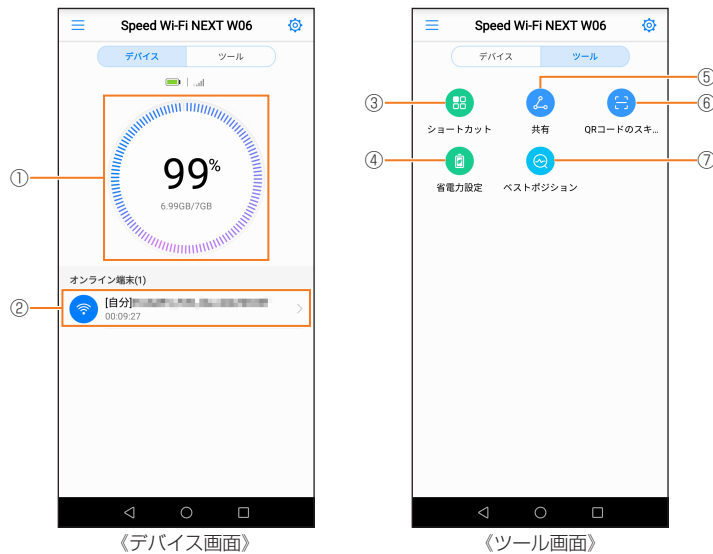 Speed Wi-Fi NEXT W06
デバイス
ツール
99%
6.99GB/7GB
オンライン端末(1)
[自分]
00:09:27
①
②
《デバイス画面》
Speed Wi-Fi NEXT W06
デバイス
ツール
ショートカット
共有
QRコードのスキ...
省電力設定
ベストポジション
③
④
⑤
⑥
⑦
《ツール画面》